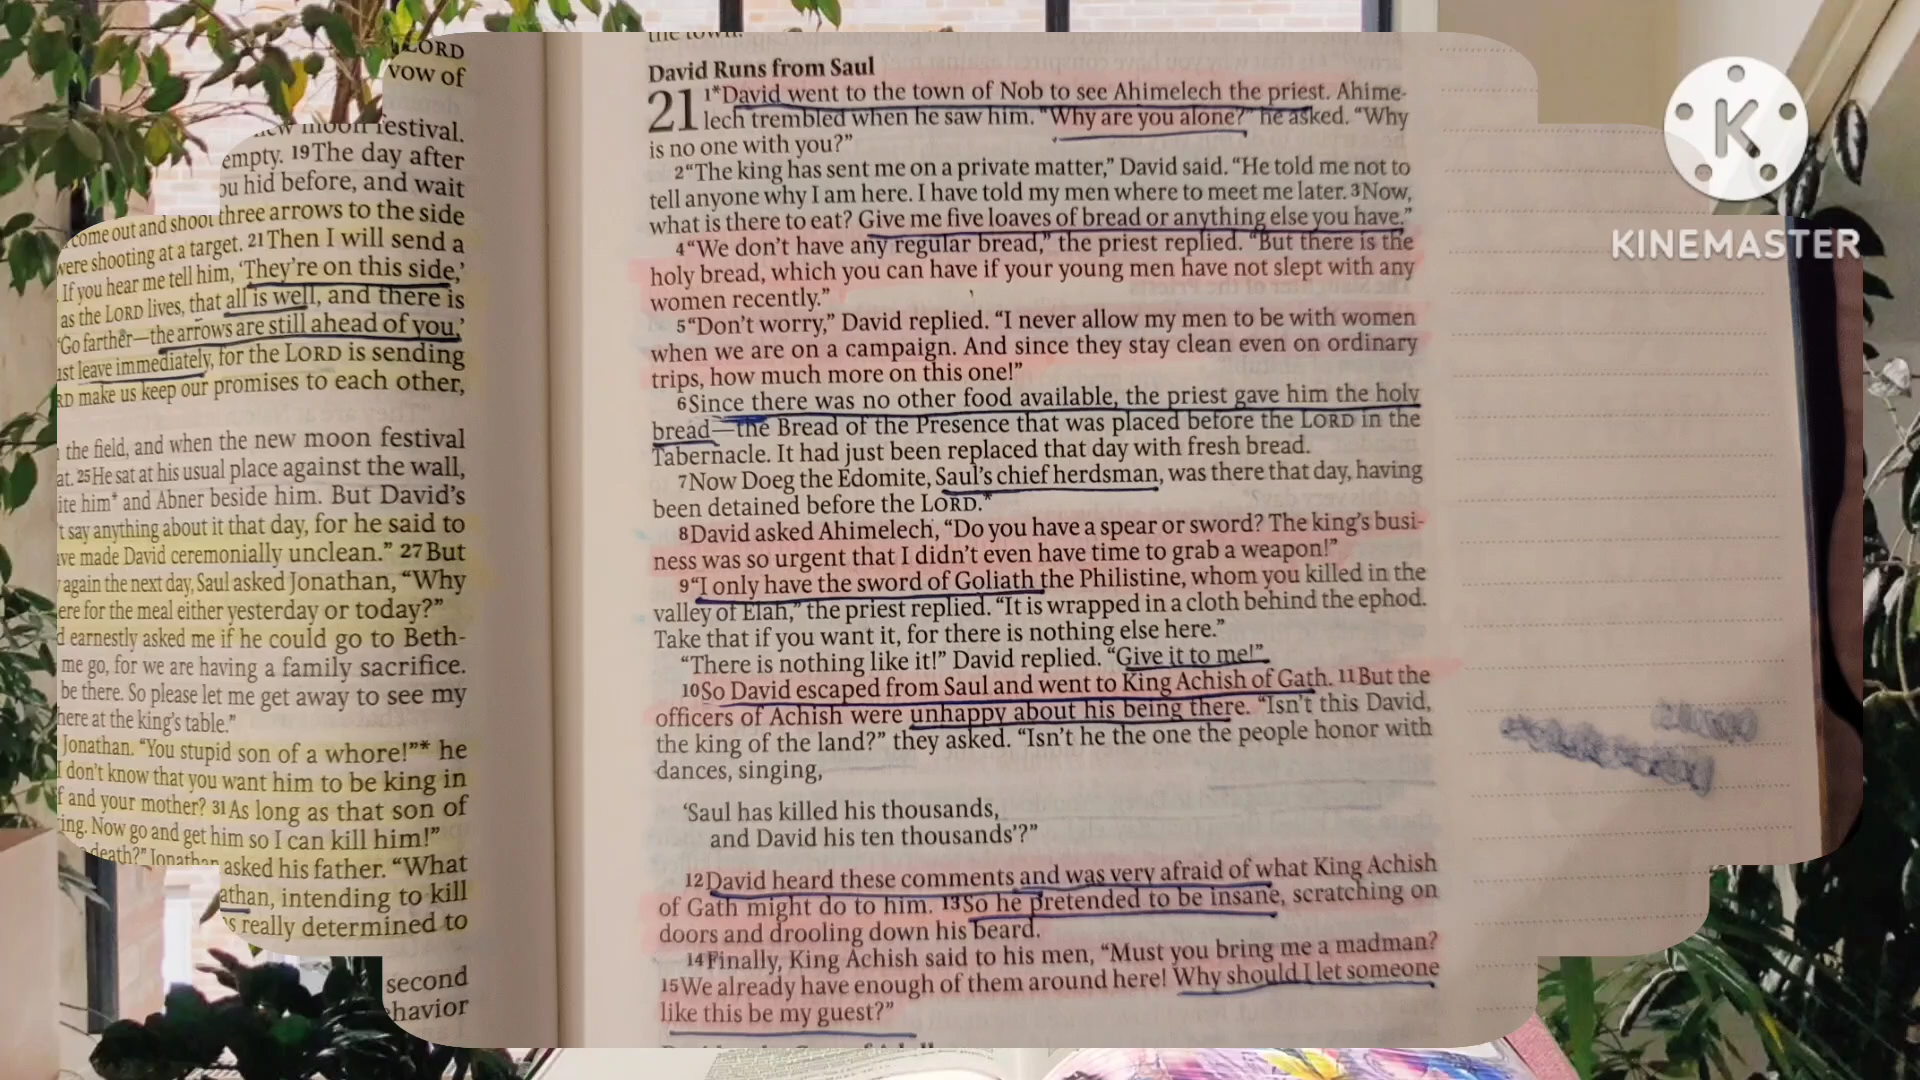 LORD
vow of
new moon festival.
empty. 19The day after
ou hid before, and wait
come out and shoot three arrows to the side
were shooting at a target. 21Then I will send a
If you hear me tell him, ‘They're on this side,’
as the LORD lives, that all is well, and there is
‘Go farther—the arrows are still ahead of you,’
ust leave immediately, for the LORD is sending
RD make us keep our promises to each other,
the field, and when the new moon festival
at. 25He sat at his usual place against the wall,
ite him* and Abner beside him. But David's
't say anything about it that day, for he said to
ave made David ceremonially unclean.” 27But
again the next day, Saul asked Jonathan, “Why
ere for the meal either yesterday or today?”
d earnestly asked me if he could go to Beth-
me go, for we are having a family sacrifice.
be there. So please let me get away to see my
here at the king's table.”
Jonathan. “You stupid son of a whore!”* he
I don't know that you want him to be king in
f and your mother? 31As long as that son of
ing. Now go and get him so I can kill him!”
death?” Jonathan asked his father. “What
athan, intending to kill
s really determined to
second
havior
the town.
David Runs from Saul
21 1*David went to the town of Nob to see Ahimelech the priest. Ahime-
lech trembled when he saw him. “Why are you alone?” he asked. “Why
is no one with you?”
2“The king has sent me on a private matter,” David said. “He told me not to
tell anyone why I am here. I have told my men where to meet me later. 3Now,
what is there to eat? Give me five loaves of bread or anything else you have.”
4“We don't have any regular bread,” the priest replied. “But there is the
holy bread, which you can have if your young men have not slept with any
women recently.”
5“Don't worry,” David replied. “I never allow my men to be with women
when we are on a campaign. And since they stay clean even on ordinary
trips, how much more on this one!”
6Since there was no other food available, the priest gave him the holy
bread—the Bread of the Presence that was placed before the LORD in the
Tabernacle. It had just been replaced that day with fresh bread.
7Now Doeg the Edomite, Saul's chief herdsman, was there that day, having
been detained before the LORD.*
8David asked Ahimelech, “Do you have a spear or sword? The king's busi-
ness was so urgent that I didn't even have time to grab a weapon!”
9“I only have the sword of Goliath the Philistine, whom you killed in the
valley of Elah,” the priest replied. “It is wrapped in a cloth behind the ephod.
Take that if you want it, for there is nothing else here.”
“There is nothing like it!” David replied. “Give it to me!”
10So David escaped from Saul and went to King Achish of Gath. 11But the
officers of Achish were unhappy about his being there. “Isn't this David,
the king of the land?” they asked. “Isn't he the one the people honor with
dances, singing,
‘Saul has killed his thousands,
and David his ten thousands’?”
12David heard these comments and was very afraid of what King Achish
of Gath might do to him. 13So he pretended to be insane, scratching on
doors and drooling down his beard.
14Finally, King Achish said to his men, “Must you bring me a madman?
15We already have enough of them around here! Why should I let someone
like this be my guest?”
K
KINEMASTER